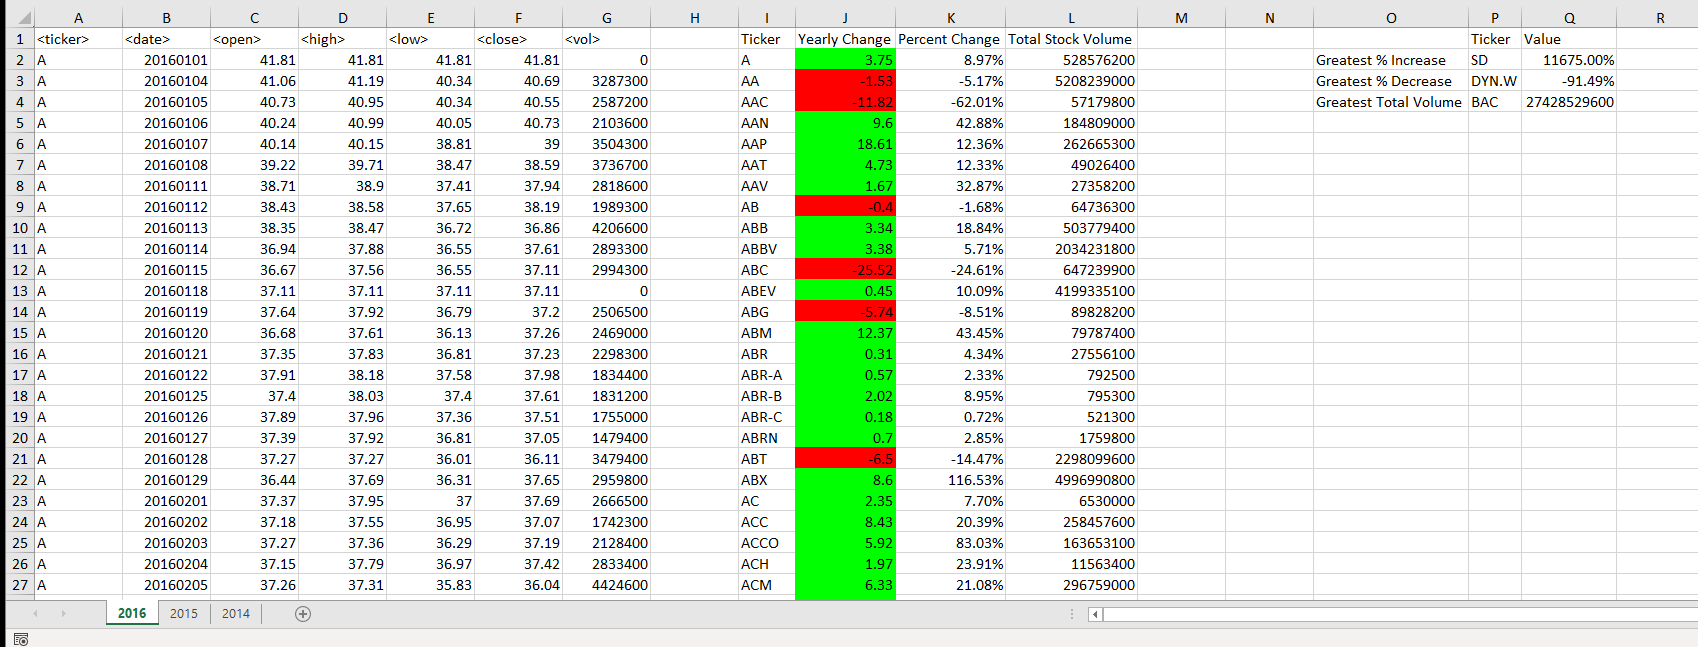 A B C D E F G H I J K L M N O P Q R
1 <ticker> <date> <open> <high> <low> <close> <vol> Ticker Yearly Change Percent Change Total Stock Volume Ticker Value
2 A 20160101 41.81 41.81 41.81 41.81 0 A 3.75 8.97% 528576200 Greatest % Increase SD 11675.00%
3 A 20160104 41.06 41.19 40.34 40.69 3287300 AA -1.53 -5.17% 5208239000 Greatest % Decrease DYN.W -91.49%
4 A 20160105 40.73 40.95 40.34 40.55 2587200 AAC -11.82 -62.01% 57179800 Greatest Total Volume BAC 27428529600
5 A 20160106 40.24 40.99 40.05 40.73 2103600 AAN 9.6 42.88% 184809000
6 A 20160107 40.14 40.15 38.81 39 3504300 AAP 18.61 12.36% 262665300
7 A 20160108 39.22 39.71 38.47 38.59 3736700 AAT 4.73 12.33% 49026400
8 A 20160111 38.71 38.9 37.41 37.94 2818600 AAV 1.67 32.87% 27358200
9 A 20160112 38.43 38.58 37.65 38.19 1989300 AB -0.4 -1.68% 64736300
10 A 20160113 38.35 38.47 36.72 36.86 4206600 ABB 3.34 18.84% 503779400
11 A 20160114 36.94 37.88 36.55 37.61 2893300 ABBV 3.38 5.71% 2034231800
12 A 20160115 36.67 37.56 36.55 37.11 2994300 ABC -25.52 -24.61% 647239900
13 A 20160118 37.11 37.11 37.11 37.11 0 ABEV 0.45 10.09% 4199335100
14 A 20160119 37.64 37.92 36.79 37.2 2506500 ABG -5.74 -8.51% 89828200
15 A 20160120 36.68 37.61 36.13 37.26 2469000 ABM 12.37 43.45% 79787400
16 A 20160121 37.35 37.83 36.81 37.23 2298300 ABR 0.31 4.34% 27556100
17 A 20160122 37.91 38.18 37.58 37.98 1834400 ABR-A 0.57 2.33% 792500
18 A 20160125 37.4 38.03 37.4 37.61 1831200 ABR-B 2.02 8.95% 795300
19 A 20160126 37.89 37.96 37.36 37.51 1755000 ABR-C 0.18 0.72% 521300
20 A 20160127 37.39 37.92 36.81 37.05 1479400 ABRN 0.7 2.85% 1759800
21 A 20160128 37.27 37.27 36.01 36.11 3479400 ABT -6.5 -14.47% 2298099600
22 A 20160129 36.44 37.69 36.31 37.65 2959800 ABX 8.6 116.53% 4996990800
23 A 20160201 37.37 37.95 37 37.69 2666500 AC 2.35 7.70% 6530000
24 A 20160202 37.18 37.55 36.95 37.07 1742300 ACC 8.43 20.39% 258457600
25 A 20160203 37.27 37.36 36.29 37.19 2128400 ACCO 5.92 83.03% 163653100
26 A 20160204 37.15 37.79 36.97 37.42 2833400 ACH 1.97 23.91% 11563400
27 A 20160205 37.26 37.31 35.83 36.04 4424600 ACM 6.33 21.08% 296759000
2016 2015 2014